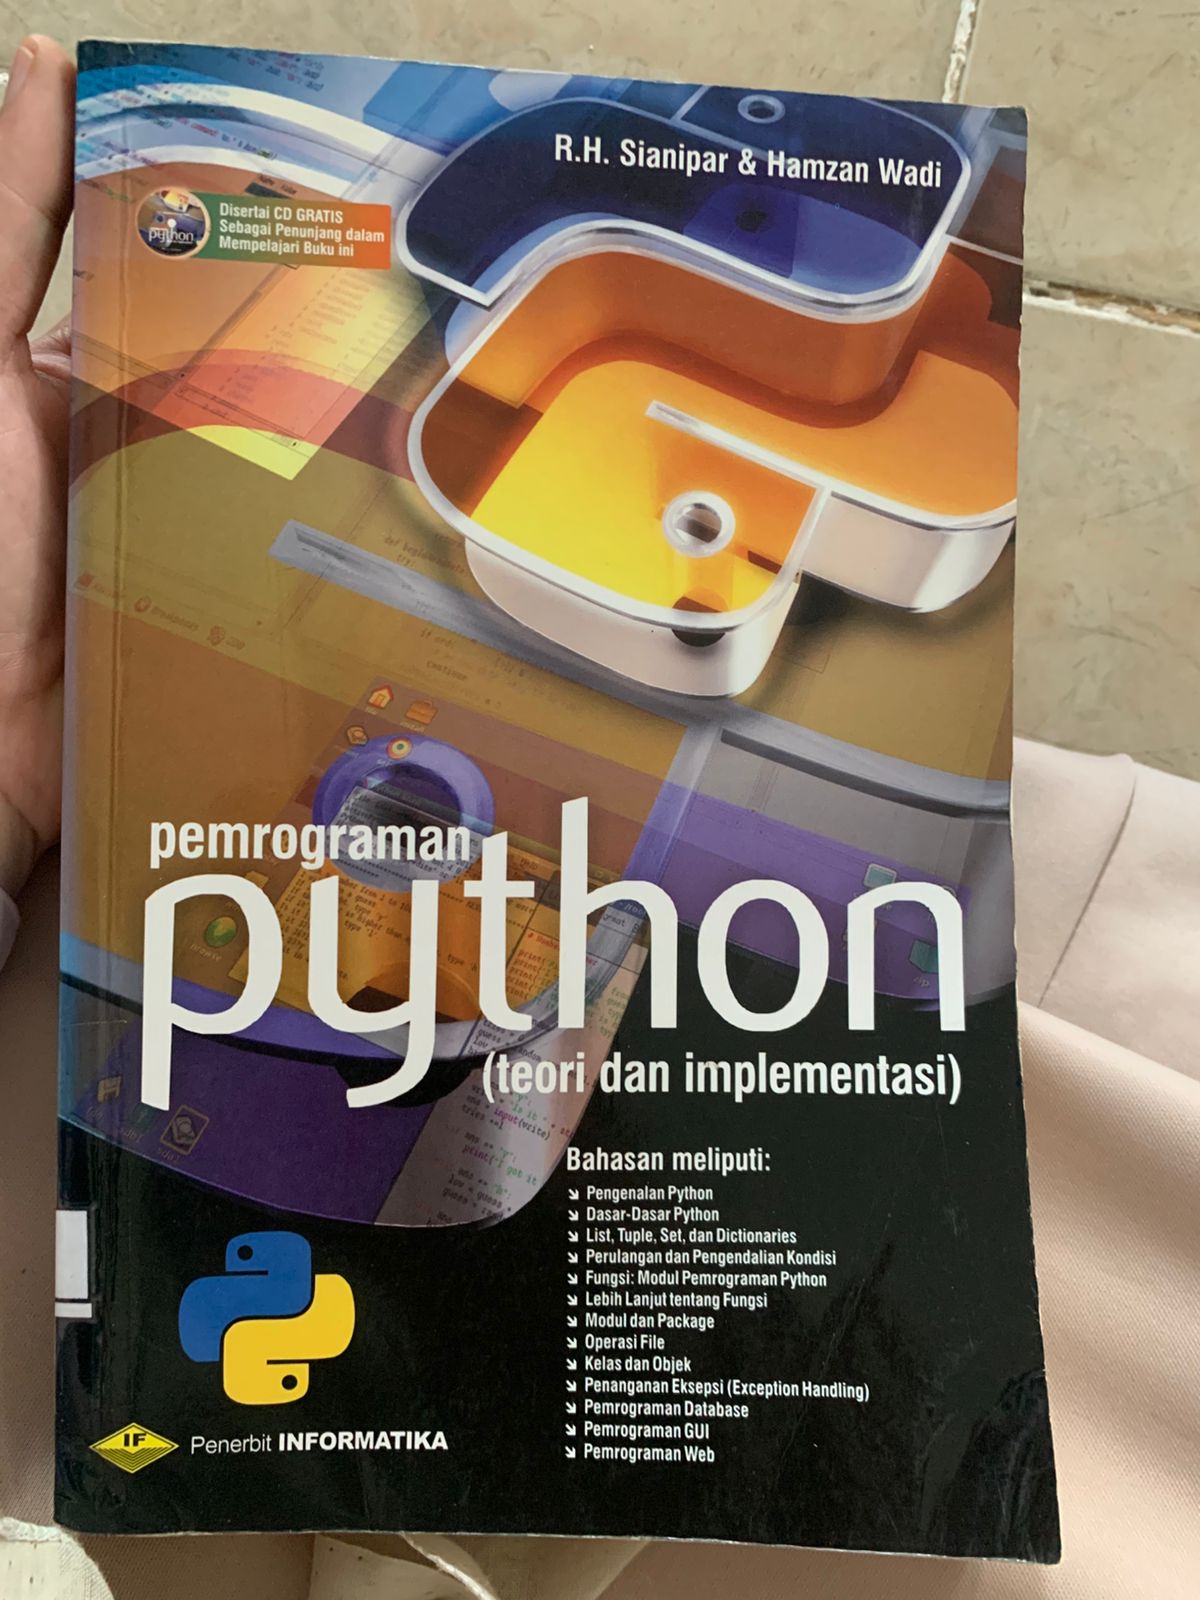 R.H. Sianipar & Hamzan Wadi
Disertai CD GRATIS
Sebagai Penunjang dalam
Mempelajari Buku ini
python
pemrograman
python
(teori dan implementasi)
Bahasan meliputi:
Pengenalan Python
Dasar-Dasar Python
List, Tuple, Set, dan Dictionaries
Perulangan dan Pengendalian Kondisi
Fungsi: Modul Pemrograman Python
Lebih Lanjut tentang Fungsi
Modul dan Package
Operasi File
Kelas dan Objek
Penanganan Eksepsi (Exception Handling)
Pemrograman Database
Pemrograman GUI
Pemrograman Web
IF
Penerbit INFORMATIKA